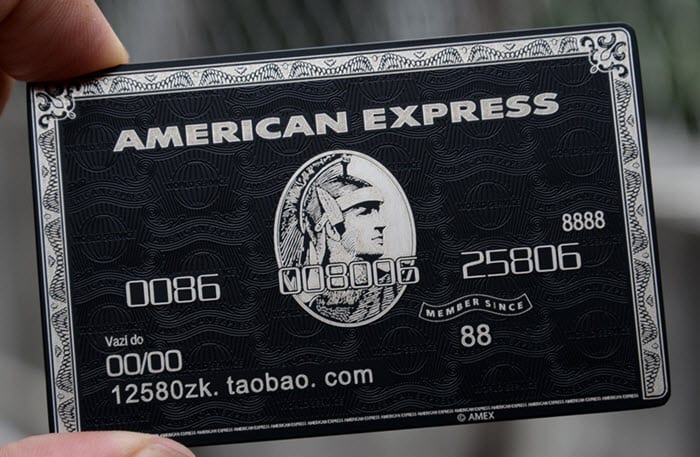 AMERICAN EXPRESS
8888
0086 008006 25806
MEMBER SINCE
88
Vazi do
00/00
12580zk. taobao. com
© AMEX